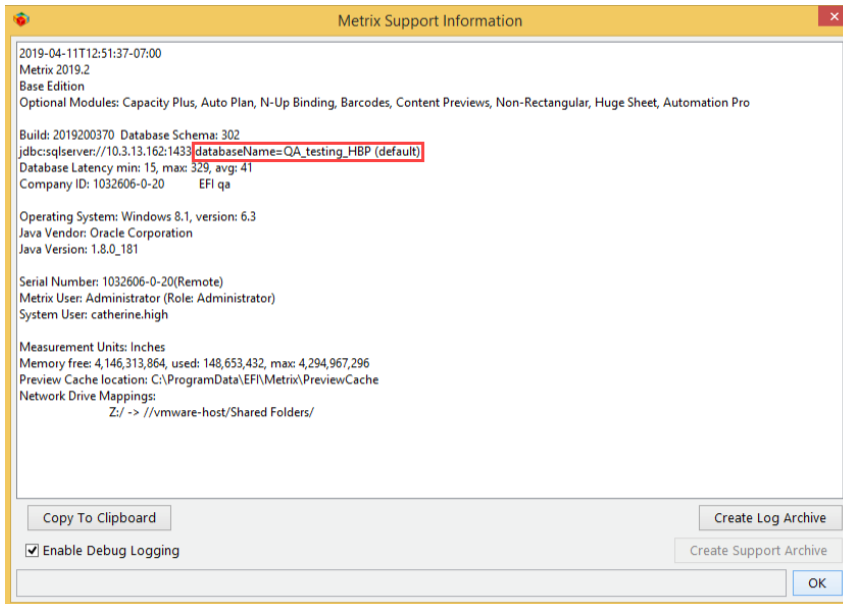 Metrix Support Information
2019-04-11T12:51:37-07:00
Metrix 2019.2
Base Edition
Optional Modules: Capacity Plus, Auto Plan, N-Up Binding, Barcodes, Content Previews, Non-Rectangular, Huge Sheet, Automation Pro
Build: 2019200370 Database Schema: 302
jdbc:sqlserver://10.3.13.162:1433;databaseName=QA_testing_HBP (default)
Database Latency min: 15, max: 329, avg: 41
Company ID: 1032606-0-20 EFI qa
Operating System: Windows 8.1, version: 6.3
Java Vendor: Oracle Corporation
Java Version: 1.8.0_181
Serial Number: 1032606-0-20(Remote)
Metrix User: Administrator (Role: Administrator)
System User: catherine.high
Measurement Units: Inches
Memory free: 4,146,313,864, used: 148,653,432, max: 4,294,967,296
Preview Cache location: C:\ProgramData\EFI\Metrix\PreviewCache
Network Drive Mappings:
Z:/ -> //vmware-host/Shared Folders/
Copy To Clipboard
Create Log Archive
Enable Debug Logging
Create Support Archive
OK